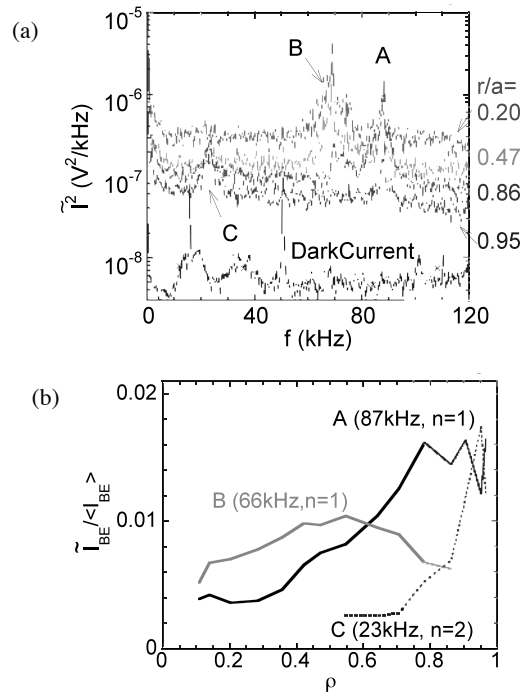 (a)
10⁻⁵
B
A
r/a=
10⁻⁶
0.20
Ĩ² (V²/kHz)
0.47
10⁻⁷
0.86
C
DarkCurrent
0.95
10⁻⁸
0 40 80 120
f (kHz)
(b)
0.02
A (87kHz, n=1)
B (66kHz,n=1)
Ĩ_BE/<I_BE>
0.01
C (23kHz, n=2)
0
0 0.2 0.4 0.6 0.8 1
ρ